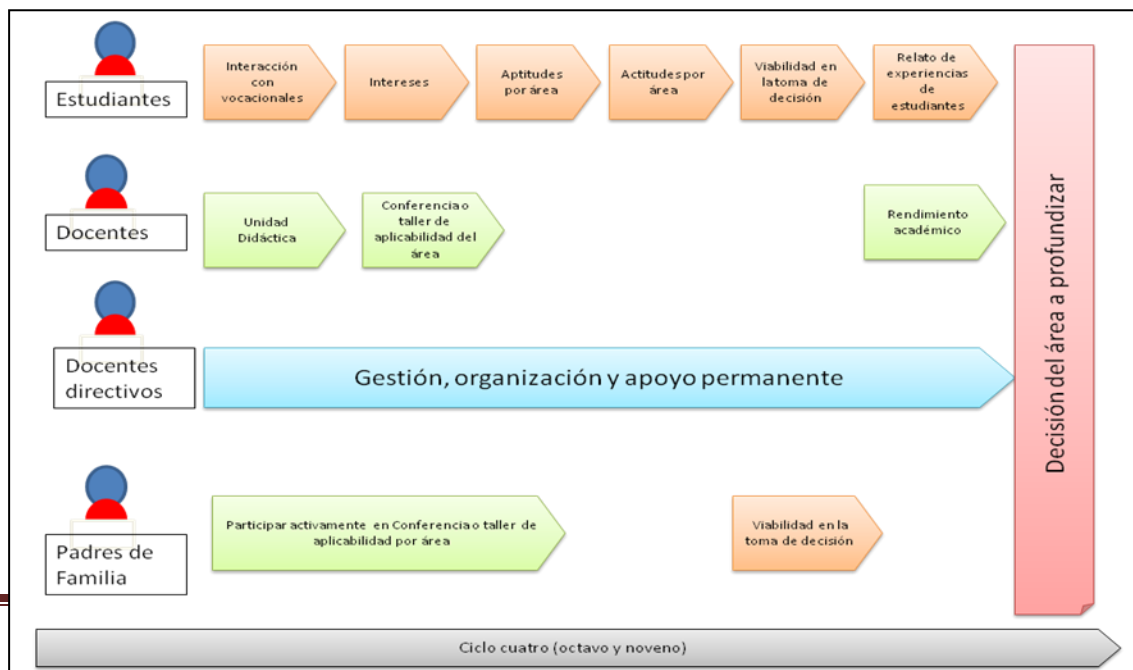 Estudiantes
Interacción
con
vocacionales
Intereses
Aptitudes
por área
Actitudes por
área
Viabilidad en
la toma de
decisión
Relato de
experiencias
de
estudiantes
Docentes
Unidad
Didáctica
Conferencia o
taller de
aplicabilidad del
área
Rendimiento
académico
Docentes
directivos
Gestión, organización y apoyo permanente
Padres de
Familia
Participar activamente en Conferencia o taller de
aplicabilidad por área
Viabilidad en la
toma de decisión
Decisión del área a profundizar
Ciclo cuatro (octavo y noveno)